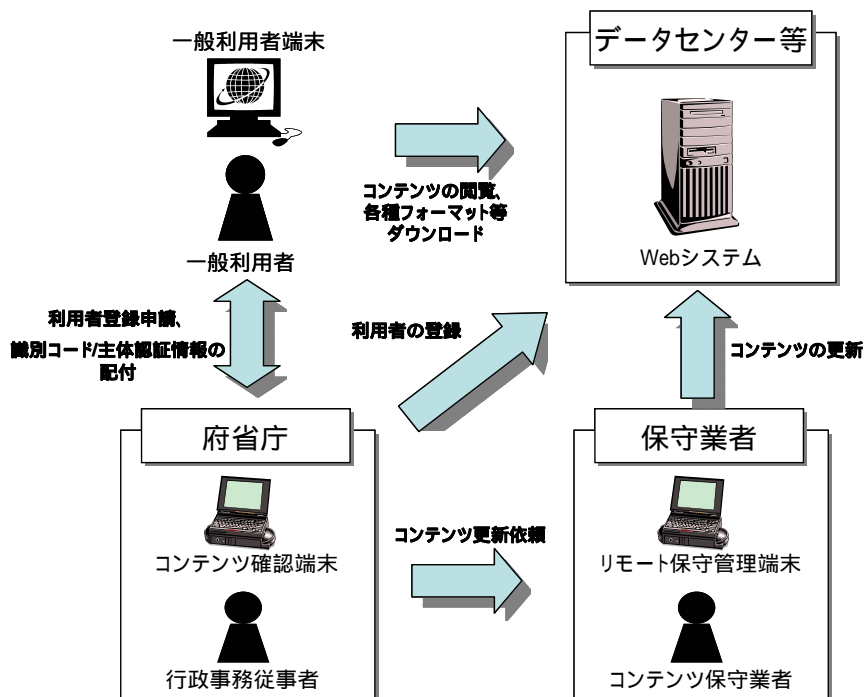 一般利用者端末
データセンター等
コンテンツの閲覧、
各種フォーマット等
ダウンロード
一般利用者
Webシステム
利用者登録申請、
識別コード/主体認証情報の
配付
利用者の登録
コンテンツの更新
府省庁
保守業者
コンテンツ更新依頼
コンテンツ確認端末
リモート保守管理端末
行政事務従事者
コンテンツ保守業者